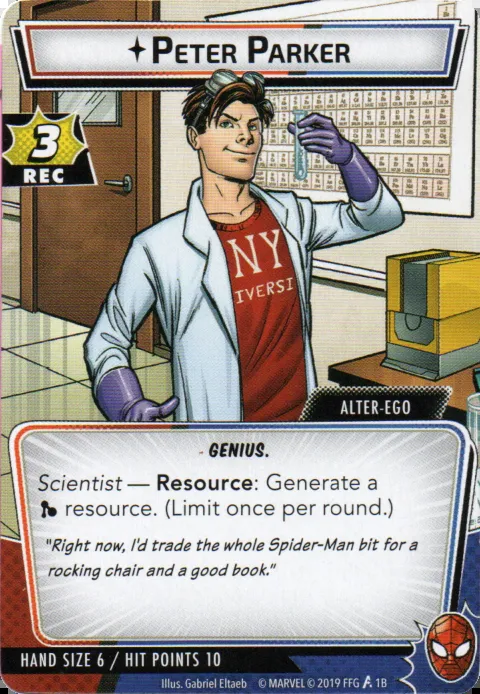 PETER PARKER
3
REC
NY
IVERSI
ALTER-EGO
GENIUS.
Scientist — Resource: Generate a
resource. (Limit once per round.)
"Right now, I'd trade the whole Spider-Man bit for a
rocking chair and a good book."
HAND SIZE 6 / HIT POINTS 10
Illus. Gabriel Eltaeb © MARVEL © 2019 FFG 1B